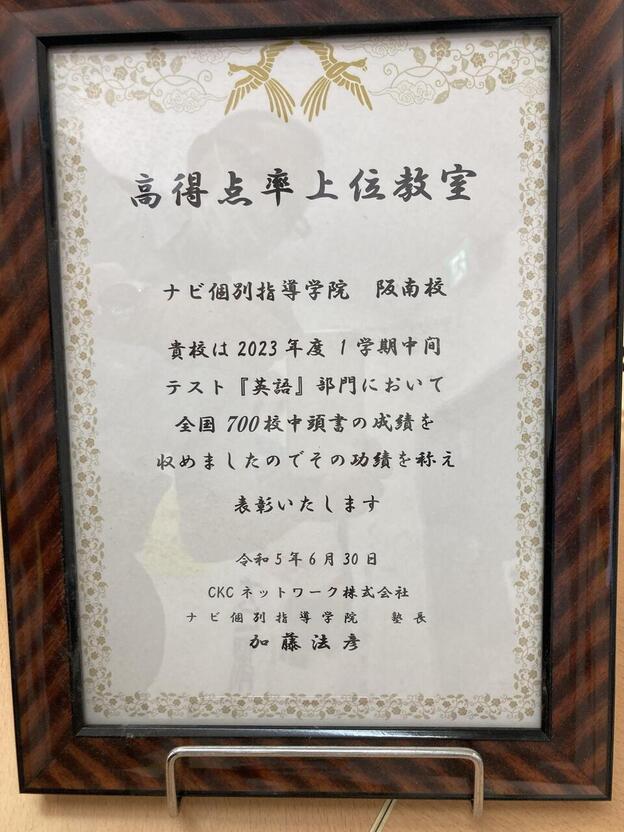 高得点率上位教室
ナビ個別指導学院　阪南校
貴校は2023年度 1学期中間
テスト『英語』部門において
全国700校中頭書の成績を
収めましたのでその功績を称え
表彰いたします
令和5年6月30日
CKCネットワーク株式会社
ナビ個別指導学院　塾長
加藤法彦